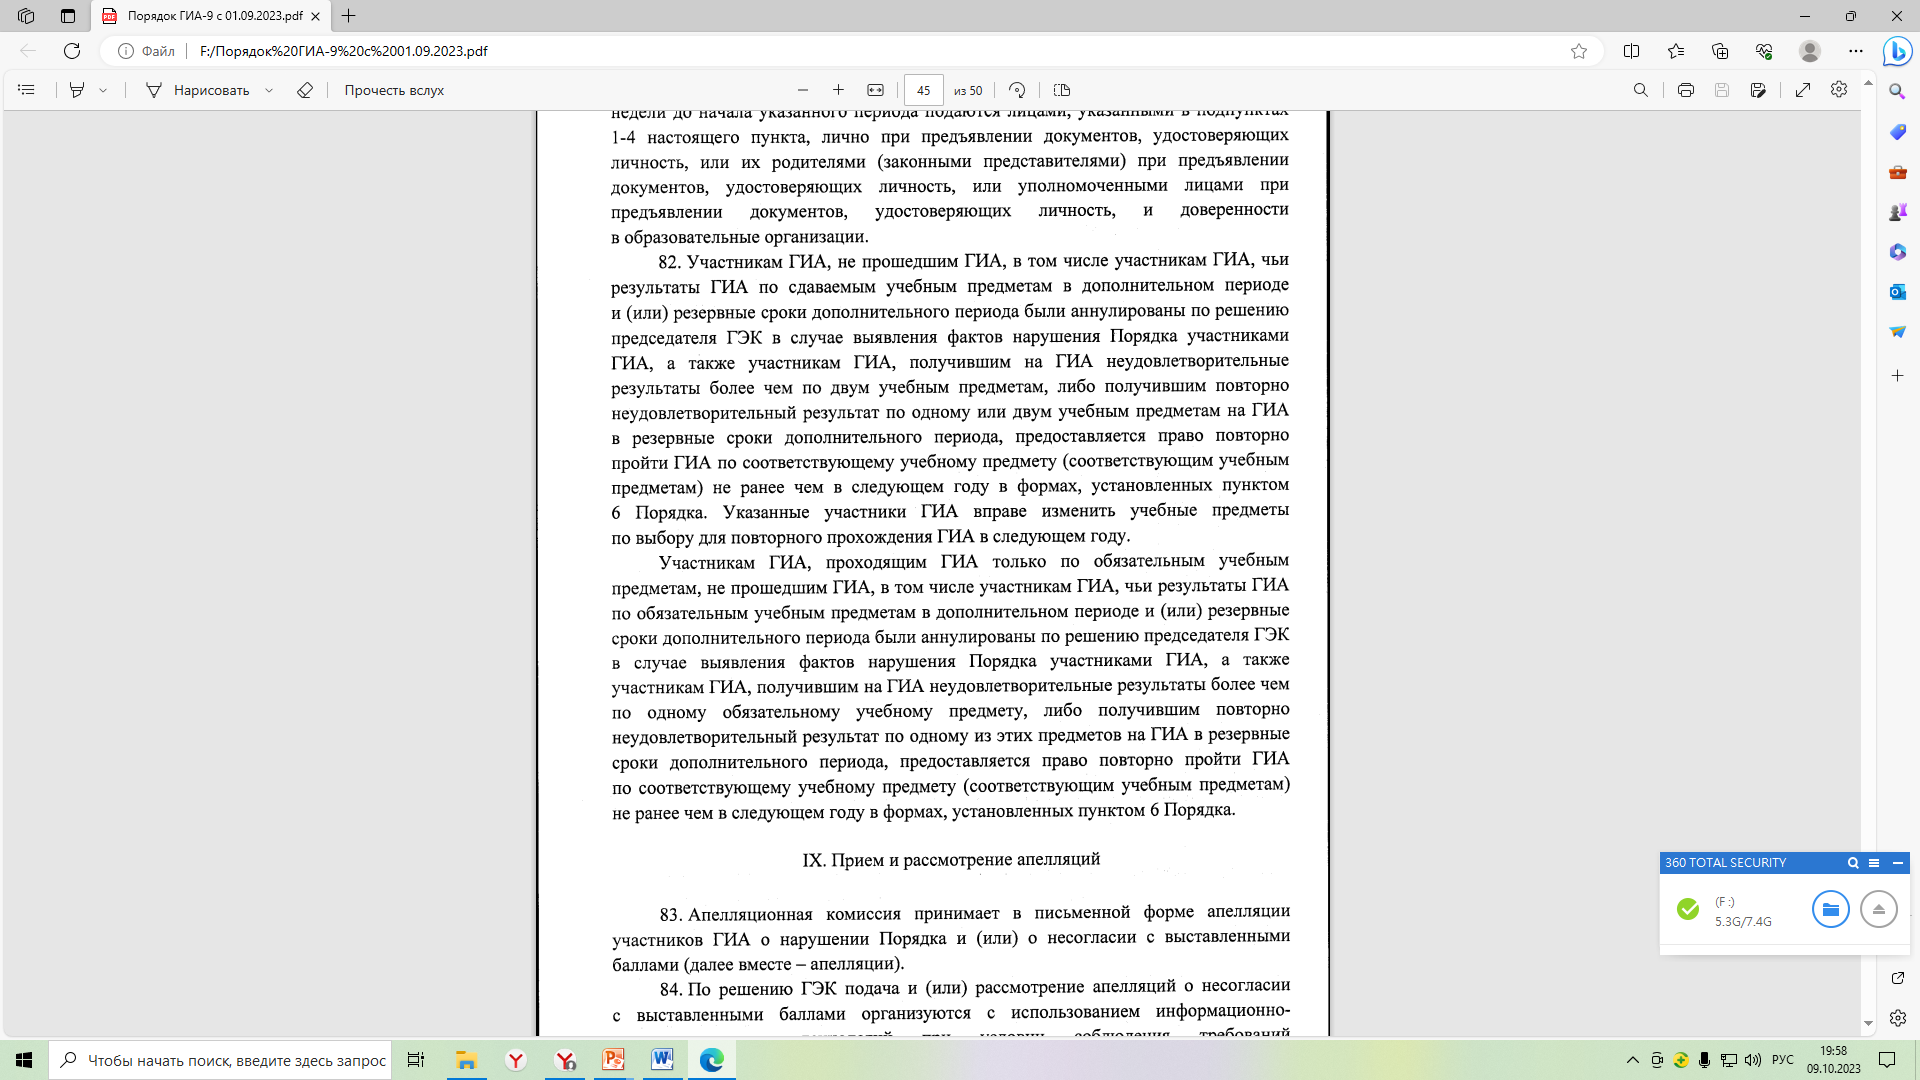 Порядок ГИА-9 с 01.09.2023.pdf
Файл
F:/Порядок%20ГИА-9%20с%2001.09.2023.pdf
Нарисовать
Прочесть вслух
45
из 50
недели до начала указанного периода подаются лицами, указанными в подпунктах
1-4 настоящего пункта, лично при предъявлении документов, удостоверяющих
личность, или их родителями (законными представителями) при предъявлении
документов, удостоверяющих личность, или уполномоченными лицами при
предъявлении документов, удостоверяющих личность, и доверенности
в образовательные организации.
82. Участникам ГИА, не прошедшим ГИА, в том числе участникам ГИА, чьи
результаты ГИА по сдаваемым учебным предметам в дополнительном периоде
и (или) резервные сроки дополнительного периода были аннулированы по решению
председателя ГЭК в случае выявления фактов нарушения Порядка участниками
ГИА, а также участникам ГИА, получившим на ГИА неудовлетворительные
результаты более чем по двум учебным предметам, либо получившим повторно
неудовлетворительный результат по одному или двум учебным предметам на ГИА
в резервные сроки дополнительного периода, предоставляется право повторно
пройти ГИА по соответствующему учебному предмету (соответствующим учебным
предметам) не ранее чем в следующем году в формах, установленных пунктом
6 Порядка. Указанные участники ГИА вправе изменить учебные предметы
по выбору для повторного прохождения ГИА в следующем году.
Участникам ГИА, проходящим ГИА только по обязательным учебным
предметам, не прошедшим ГИА, в том числе участникам ГИА, чьи результаты ГИА
по обязательным учебным предметам в дополнительном периоде и (или) резервные
сроки дополнительного периода были аннулированы по решению председателя ГЭК
в случае выявления фактов нарушения Порядка участниками ГИА, а также
участникам ГИА, получившим на ГИА неудовлетворительные результаты более чем
по одному обязательному учебному предмету, либо получившим повторно
неудовлетворительный результат по одному из этих предметов на ГИА в резервные
сроки дополнительного периода, предоставляется право повторно пройти ГИА
по соответствующему учебному предмету (соответствующим учебным предметам)
не ранее чем в следующем году в формах, установленных пунктом 6 Порядка.
IX. Прием и рассмотрение апелляций
83. Апелляционная комиссия принимает в письменной форме апелляции
участников ГИА о нарушении Порядка и (или) о несогласии с выставленными
баллами (далее вместе – апелляции).
84. По решению ГЭК подача и (или) рассмотрение апелляций о несогласии
с выставленными баллами организуются с использованием информационно-
при условии соблюдения требований
360 TOTAL SECURITY
(F :)
5.3G/7.4G
Чтобы начать поиск, введите здесь запрос
РУС
19:58
09.10.2023